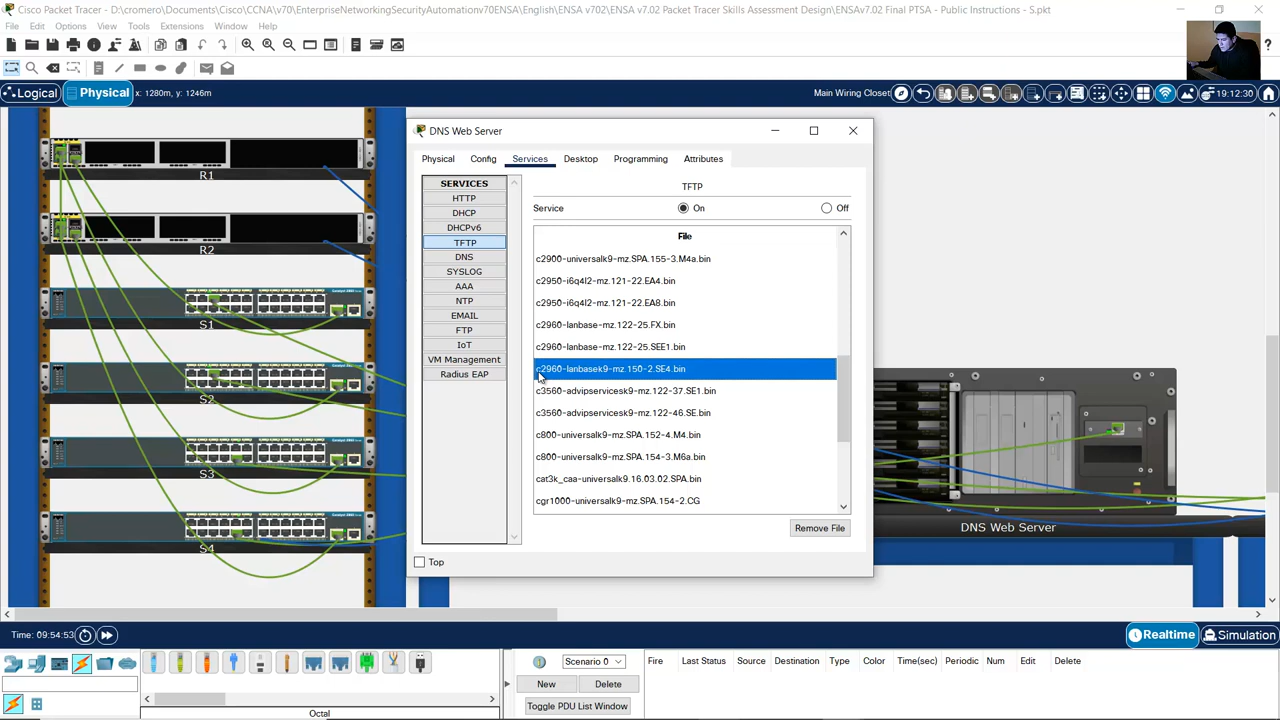 Cisco Packet Tracer - D:\cromero\Documents\Cisco\CCNA\v70\EnterpriseNetworkingSecurityAutomationv70ENSA\English\ENSA v702\ENSA v7.02 Packet Tracer Skills Assessment Design\ENSAv7.02 Final PTSA - Public Instructions - S.pkt
File Edit Options View Tools Extensions Window Help
Logical Physical x: 1280m, y: 1246m Main Wiring Closet 19:12:30
DNS Web Server
Physical Config Services Desktop Programming Attributes
SERVICES
HTTP
DHCP
DHCPv6
TFTP
DNS
SYSLOG
AAA
NTP
EMAIL
FTP
IoT
VM Management
Radius EAP
TFTP
Service On Off
File
c2900-universalk9-mz.SPA.155-3.M4a.bin
c2950-i6q4l2-mz.121-22.EA4.bin
c2950-i6q4l2-mz.121-22.EA8.bin
c2960-lanbase-mz.122-25.FX.bin
c2960-lanbase-mz.122-25.SEE1.bin
c2960-lanbasek9-mz.150-2.SE4.bin
c3560-advipservicesk9-mz.122-37.SE1.bin
c3560-advipservicesk9-mz.122-46.SE.bin
c800-universalk9-mz.SPA.152-4.M4.bin
c800-universalk9-mz.SPA.154-3.M6a.bin
cat3k_caa-universalk9.16.03.02.SPA.bin
cgr1000-universalk9-mz.SPA.154-2.CG
Remove File
Top
R1
R2
S1
S2
S3
S4
DNS Web Server
Time: 09:54:53
Realtime Simulation
Scenario 0
New Delete
Toggle PDU List Window
Fire Last Status Source Destination Type Color Time(sec) Periodic Num Edit Delete
Octal